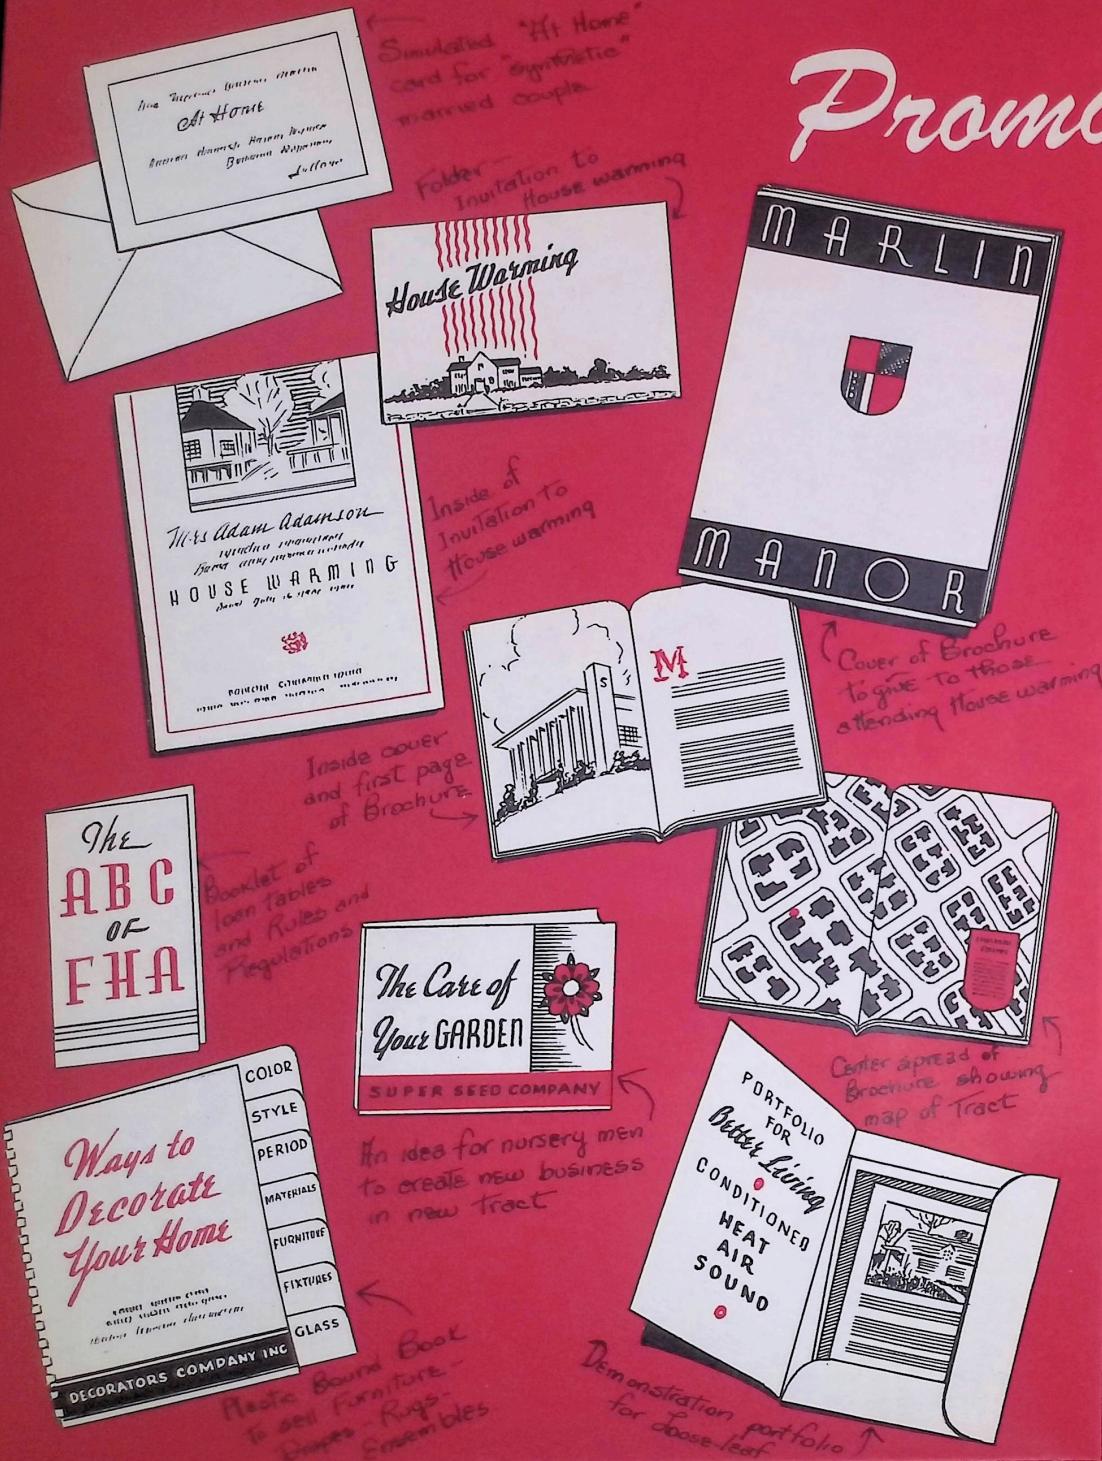 Promo
Simulated "At Home"
card for "synthetic"
married couple
At Home
Folder—
Invitation to
House warming
House Warming
MARLIN
MANOR
Mrs Adam Adamson
HOUSE WARMING
Inside of
Invitation to
House warming
Cover of Brochure
to give to those
attending House warming
M
S
Inside cover
and first page
of Brochure
The
ABC
OF
FHA
Booklet of
loan tables
and Rules and
Regulations
The Care of
Your GARDEN
SUPER SEED COMPANY
An idea for nursery men
to create new business
in new Tract
Center spread of
Brochure showing
map of Tract
Ways to
Decorate
Your Home
DECORATORS COMPANY INC
COLOR
STYLE
PERIOD
MATERIALS
FURNITURE
FIXTURES
GLASS
Plastic Bound Book
to sell Furniture—
Drapes—Rugs—
Ensembles
PORTFOLIO
FOR
Better Living
CONDITIONED
HEAT
AIR
SOUND
Demonstration portfolio
for Loose-leaf